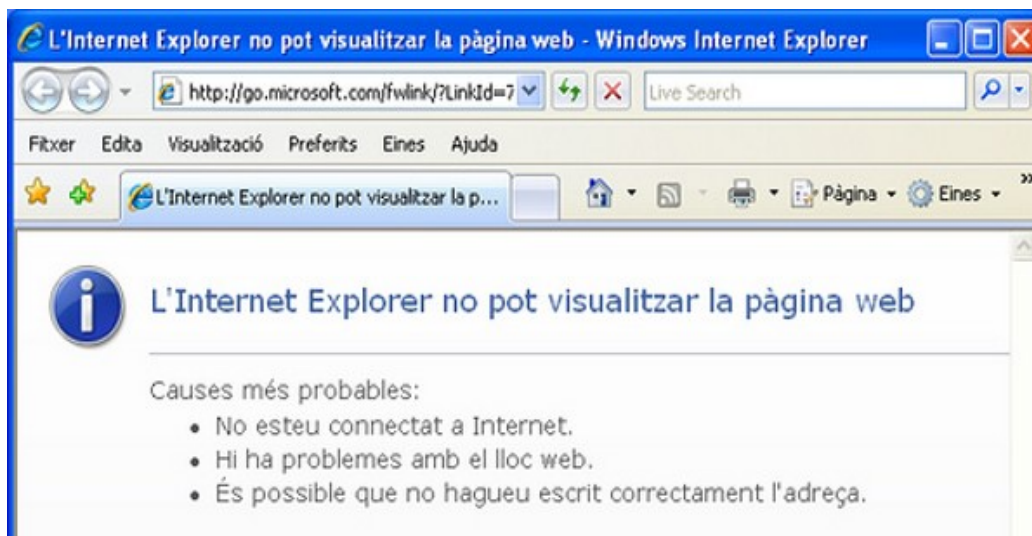 L'Internet Explorer no pot visualitzar la pàgina web - Windows Internet Explorer
http://go.microsoft.com/fwlink/?LinkId=7
Live Search
Fitxer Edita Visualització Preferits Eines Ajuda
L'Internet Explorer no pot visualitzar la p...
Pàgina
Eines
L'Internet Explorer no pot visualitzar la pàgina web
Causes més probables:
• No esteu connectat a Internet.
• Hi ha problemes amb el lloc web.
• És possible que no hagueu escrit correctament l'adreça.